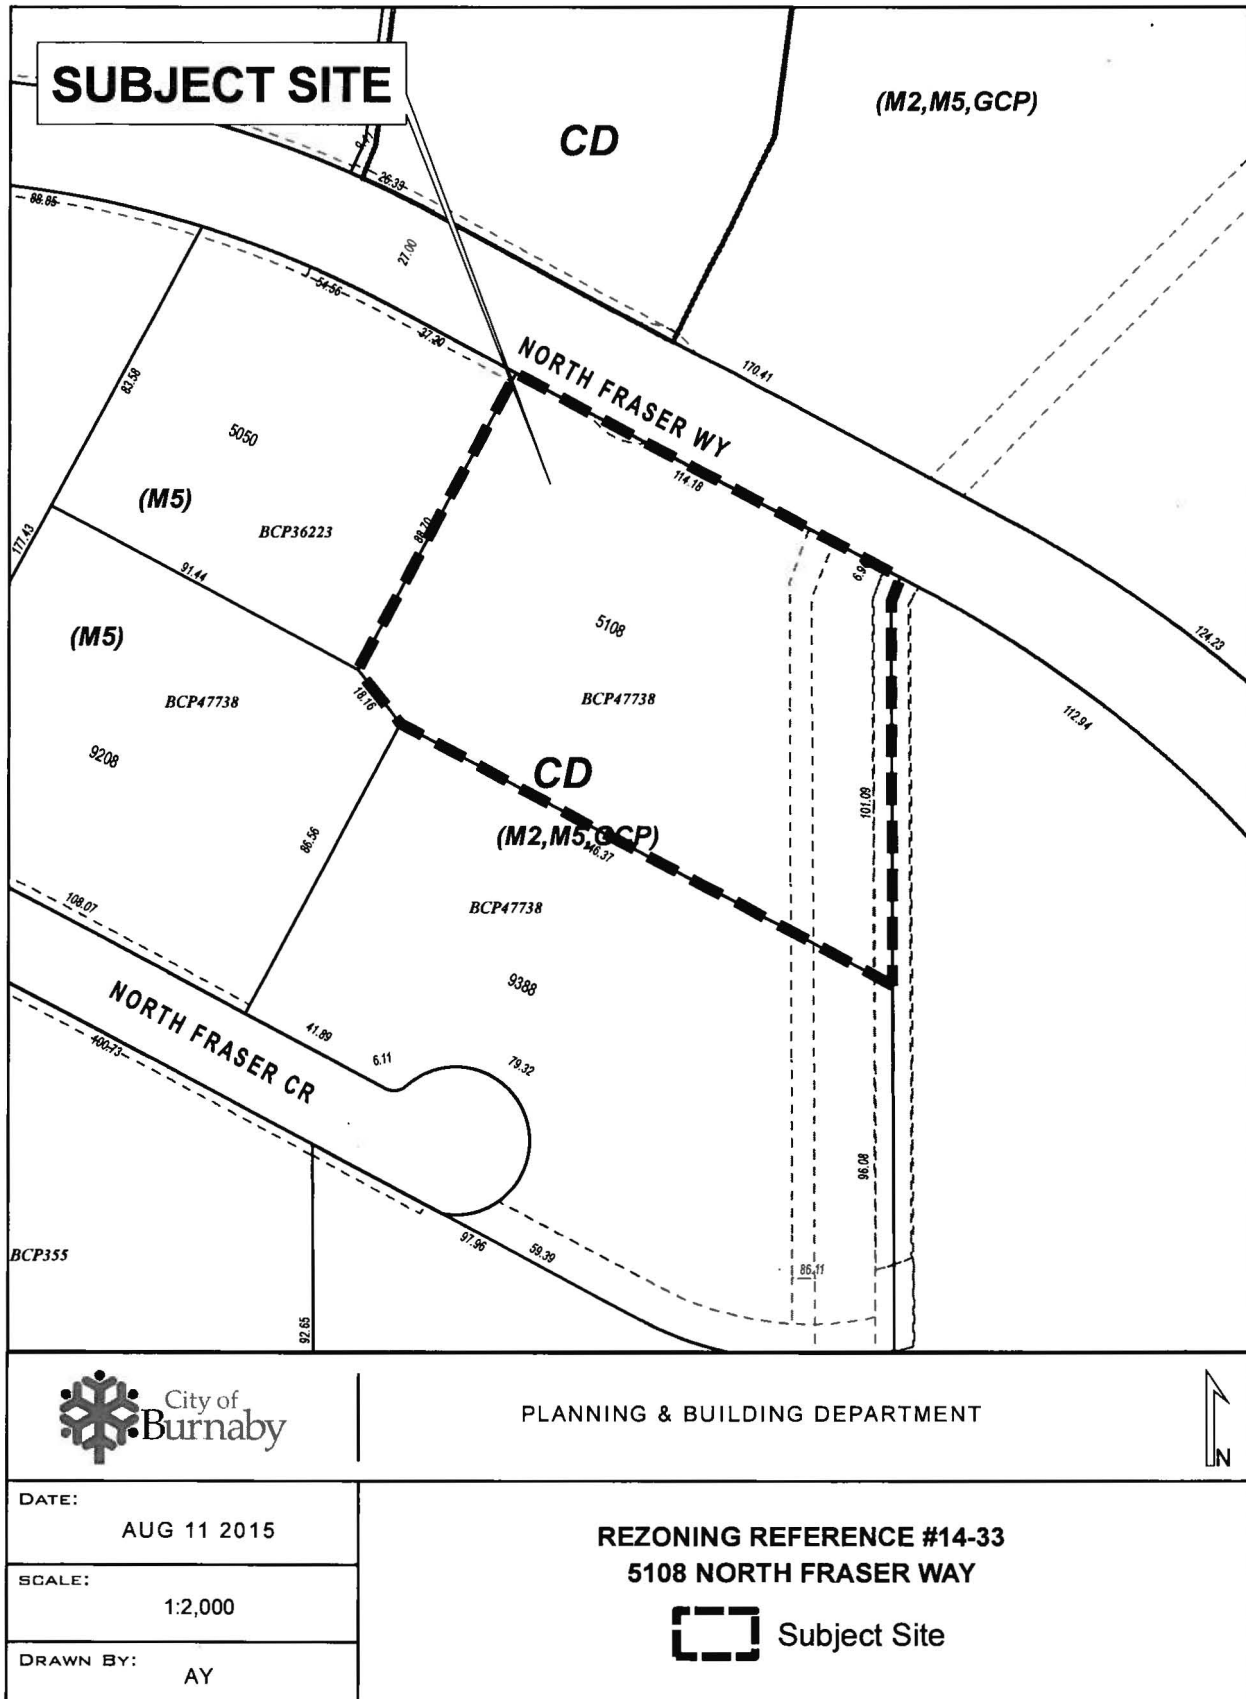 SUBJECT SITE
CD
(M2,M5,GCP)
9.47
26.39
88.85
27.00
54.56
37.20
NORTH FRASER WY
170.41
83.58
5050
114.18
(M5)
177.43
BCP36223
88.70
91.44
5108
124.23
(M5)
18.16
BCP47738
BCP47738
112.94
9208
CD
101.09
(M2,M5,GCP)
86.56
108.07
BCP47738
9388
NORTH FRASER CR
41.89
6.11
79.32
100.73
96.08
97.96
59.39
BCP355
86.11
92.65
City of
Burnaby
PLANNING & BUILDING DEPARTMENT
N
DATE:
AUG 11 2015
SCALE:
1:2,000
DRAWN BY:
AY
REZONING REFERENCE #14-33
5108 NORTH FRASER WAY
Subject Site